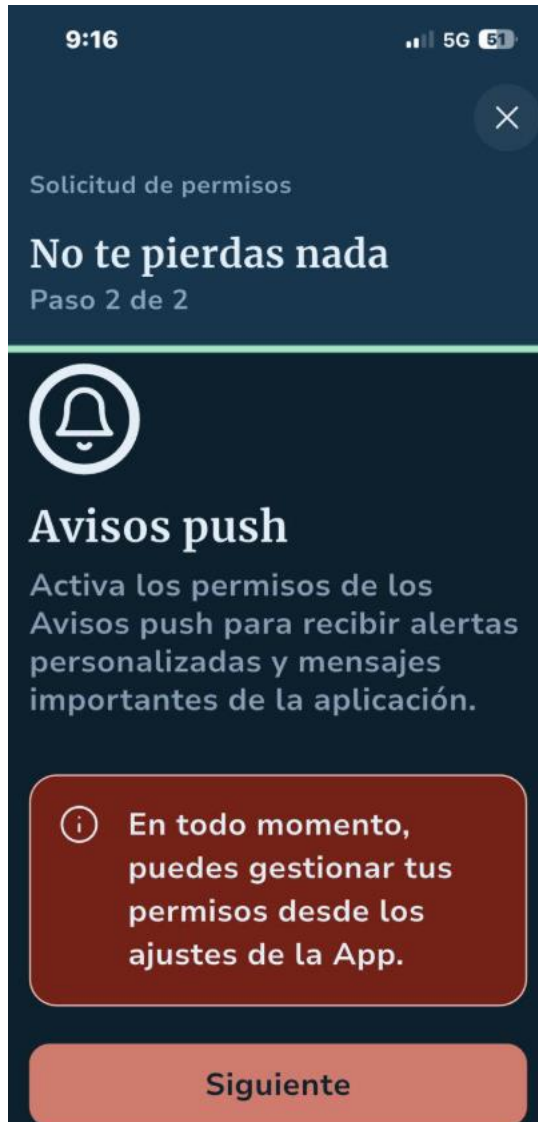 9:16
5G 51
Solicitud de permisos
No te pierdas nada
Paso 2 de 2
Avisos push
Activa los permisos de los
Avisos push para recibir alertas
personalizadas y mensajes
importantes de la aplicación.
En todo momento,
puedes gestionar tus
permisos desde los
ajustes de la App.
Siguiente